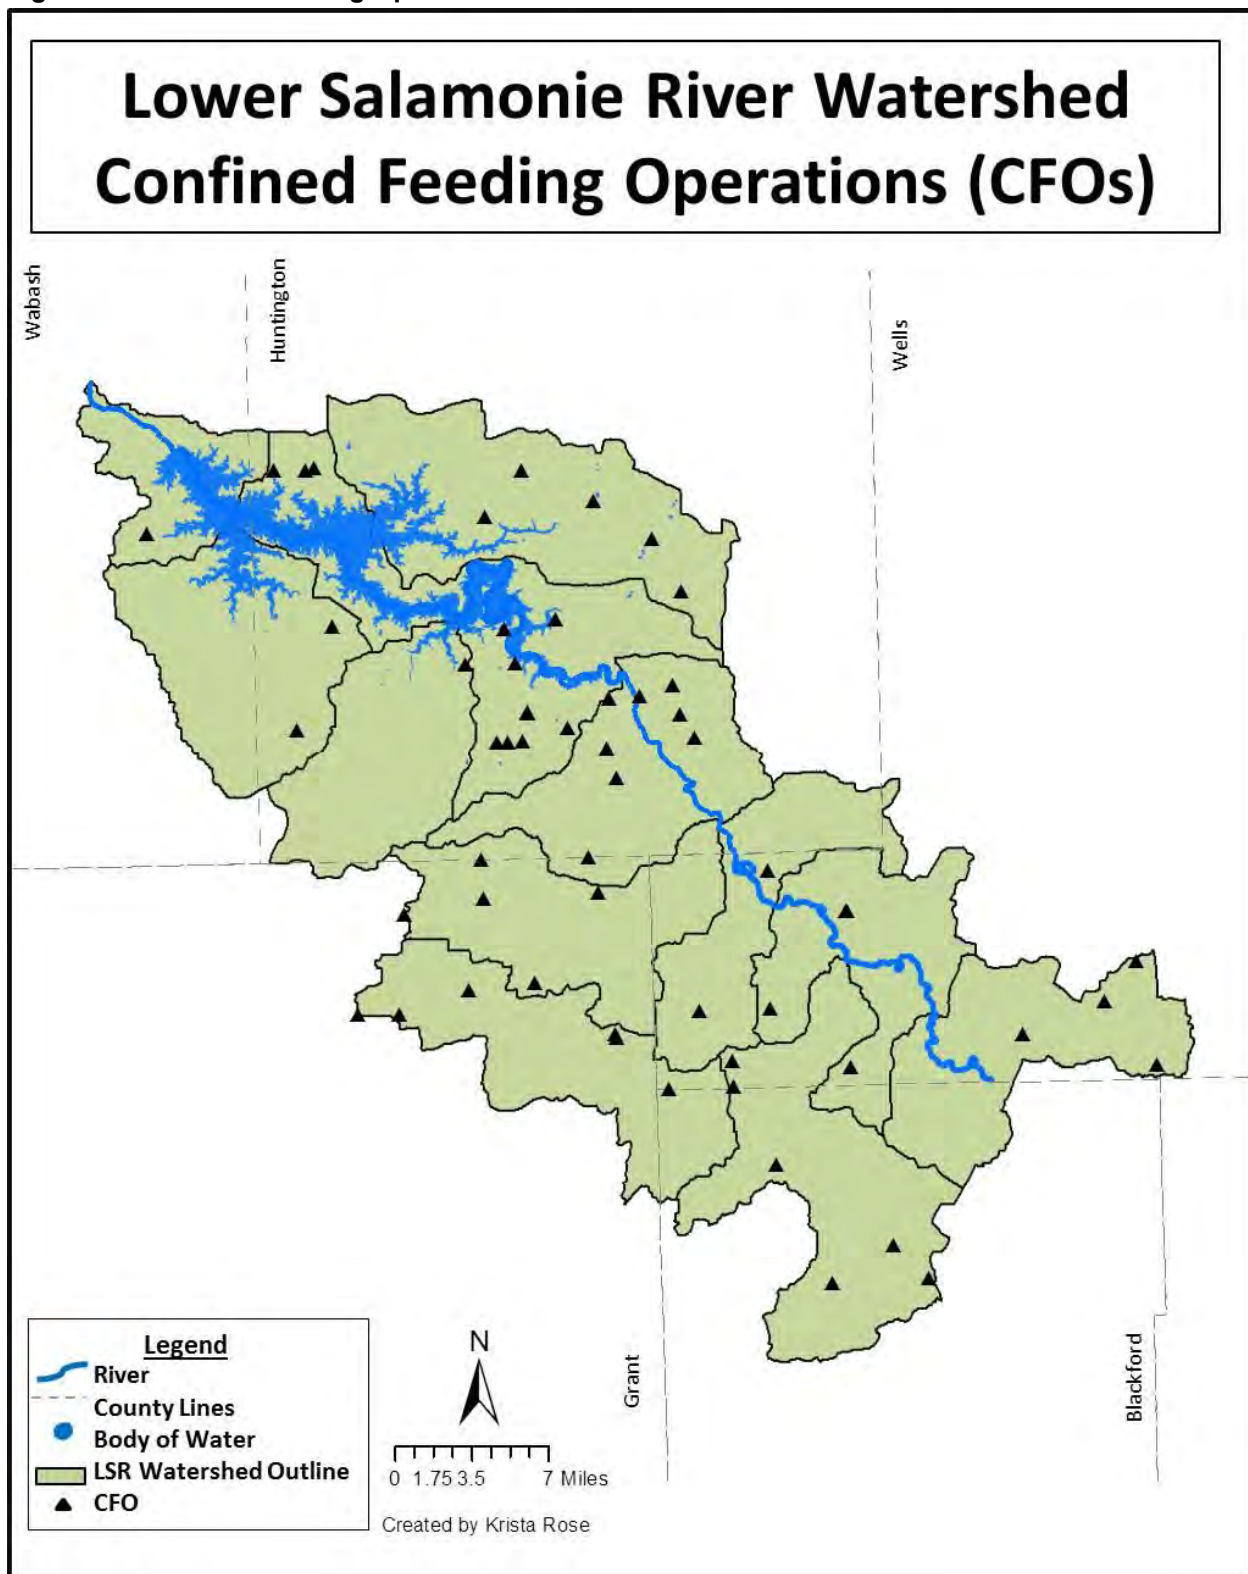 Lower Salamonie River Watershed
Confined Feeding Operations (CFOs)
Wabash
Huntington
Wells
Grant
Blackford
Legend
River
County Lines
Body of Water
LSR Watershed Outline
CFO
N
0 1.75 3.5 7 Miles
Created by Krista Rose